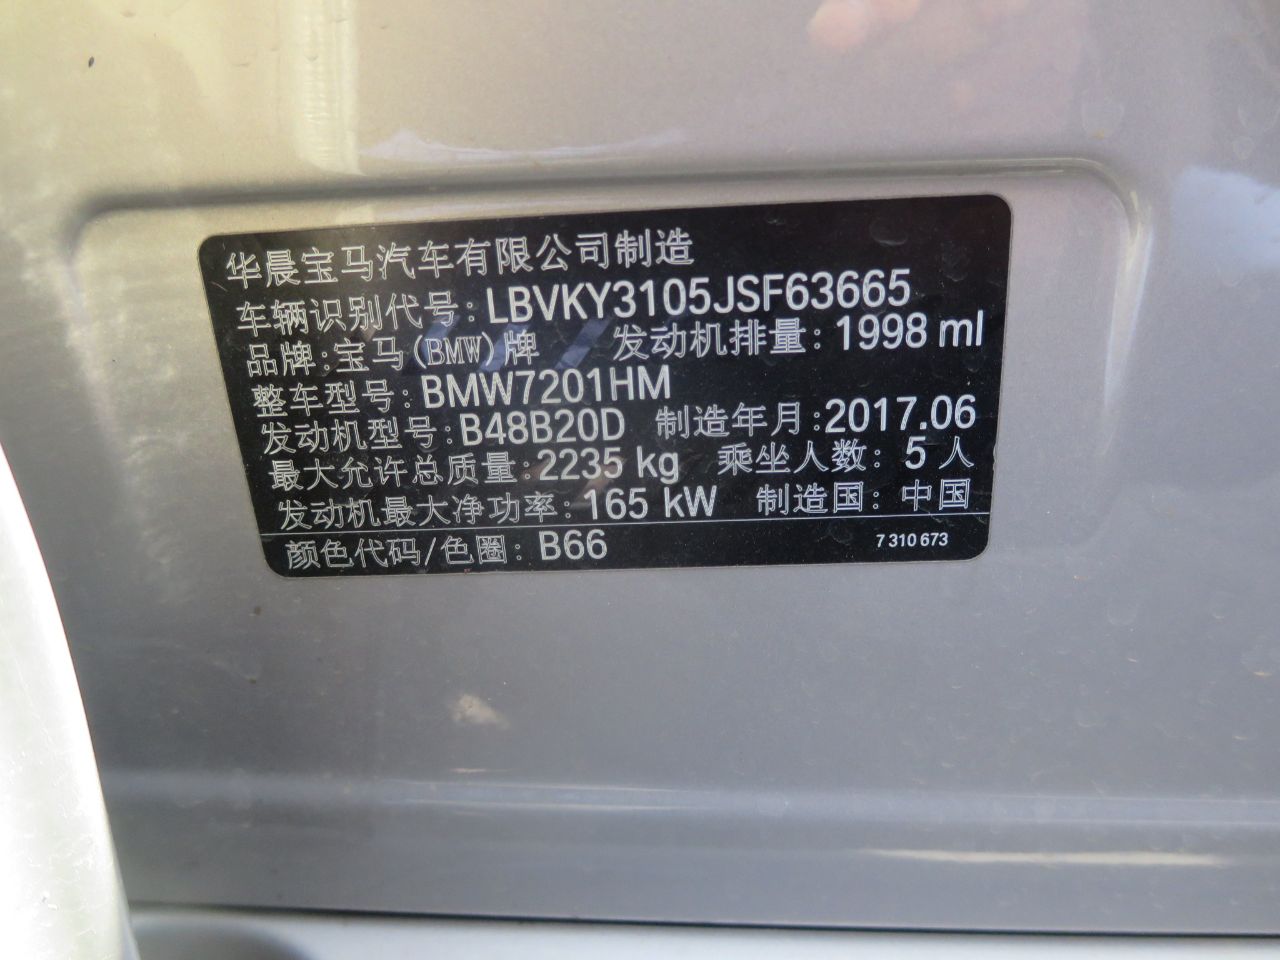 华晨宝马汽车有限公司制造
车辆识别代号: LBVKY3105JSF63665
品牌: 宝马(BMW)牌 发动机排量: 1998 ml
整车型号: BMW7201HM
发动机型号: B48B20D 制造年月: 2017.06
最大允许总质量: 2235 kg 乘坐人数: 5 人
发动机最大净功率: 165 kW 制造国: 中国
颜色代码/色圈: B66 7 310 673